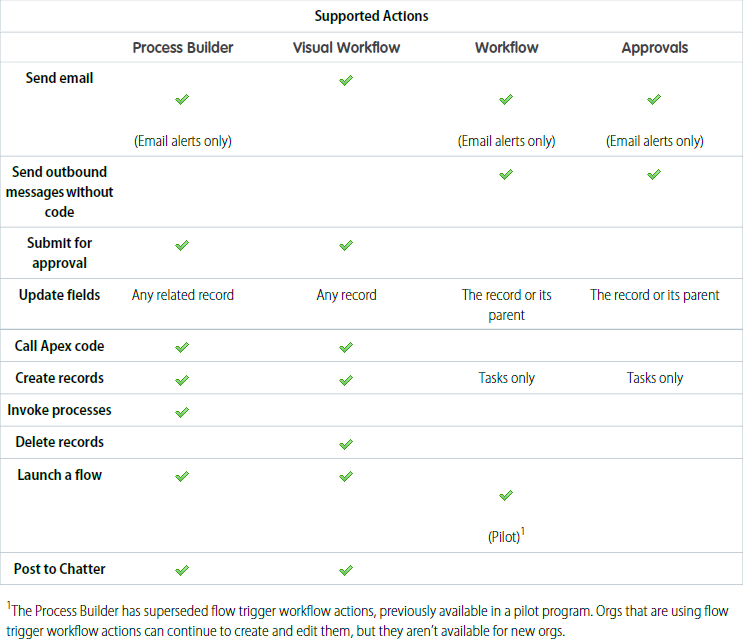 Supported Actions
Process Builder Visual Workflow Workflow Approvals
Send email
(Email alerts only) (Email alerts only) (Email alerts only)
Send outbound
messages without
code
Submit for
approval
Update fields Any related record Any record The record or its The record or its parent
parent
Call Apex code
Create records Tasks only Tasks only
Invoke processes
Delete records
Launch a flow
(Pilot)1
Post to Chatter
1The Process Builder has superseded flow trigger workflow actions, previously available in a pilot program. Orgs that are using flow
trigger workflow actions can continue to create and edit them, but they aren't available for new orgs.